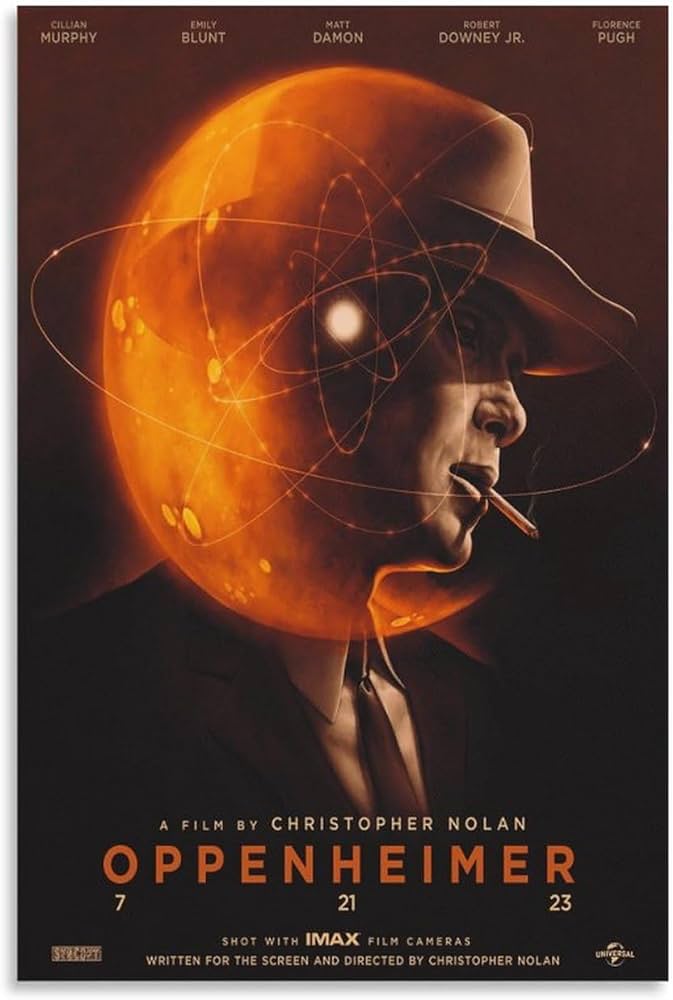 CILLIAN MURPHY
EMILY BLUNT
MATT DAMON
ROBERT DOWNEY JR.
FLORENCE PUGH
A FILM BY CHRISTOPHER NOLAN
OPPENHEIMER
7 21 23
SHOT WITH IMAX FILM CAMERAS
WRITTEN FOR THE SCREEN AND DIRECTED BY CHRISTOPHER NOLAN
UNIVERSAL